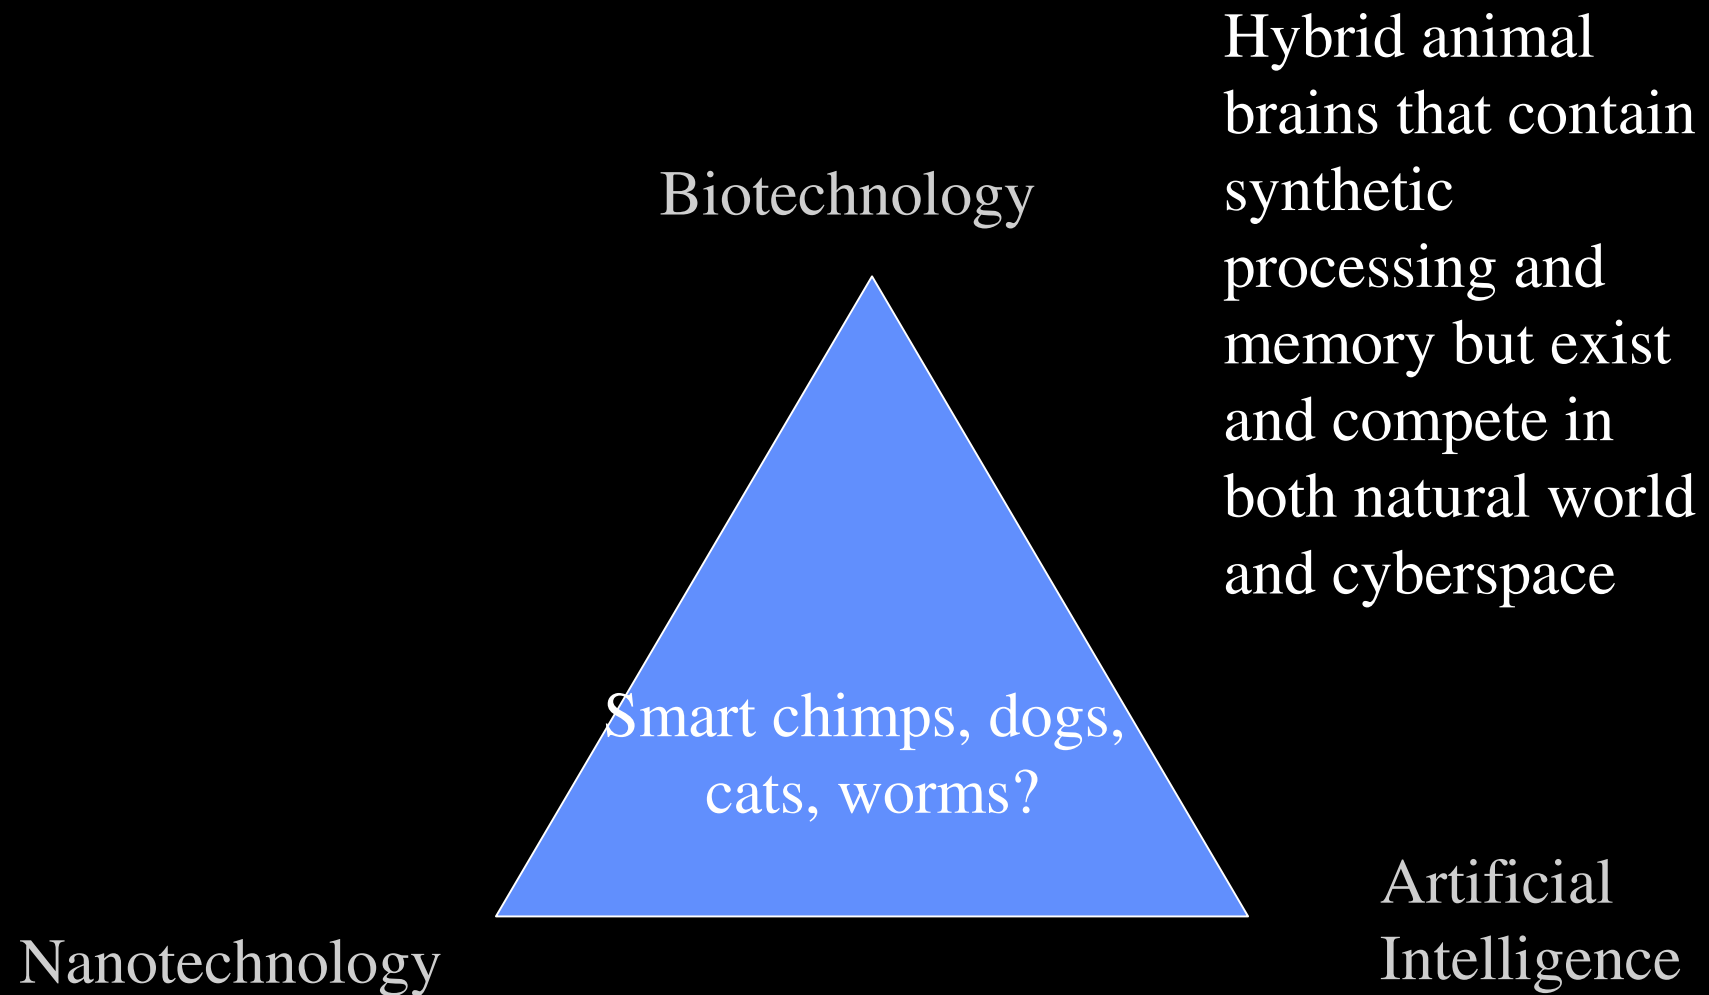 Hybrid animal
brains that contain
synthetic
processing and
memory but exist
and compete in
both natural world
and cyberspace
Biotechnology
Smart chimps, dogs,
cats, worms?
Artificial
Intelligence
Nanotechnology